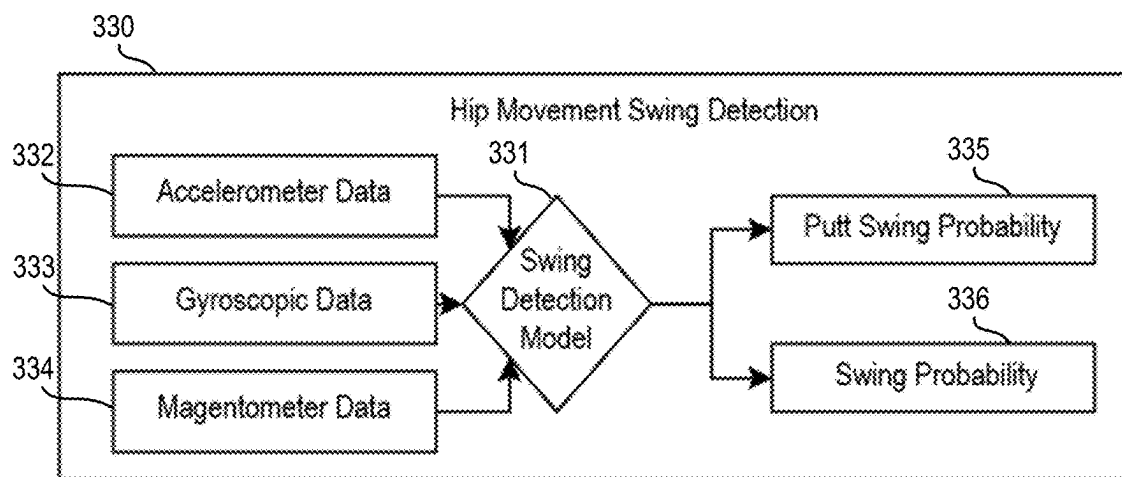 330
Hip Movement Swing Detection
332
Accelerometer Data
331
335
Putt Swing Probability
333
Gyroscopic Data
Swing
Detection
Model
336
Swing Probability
334
Magentometer Data